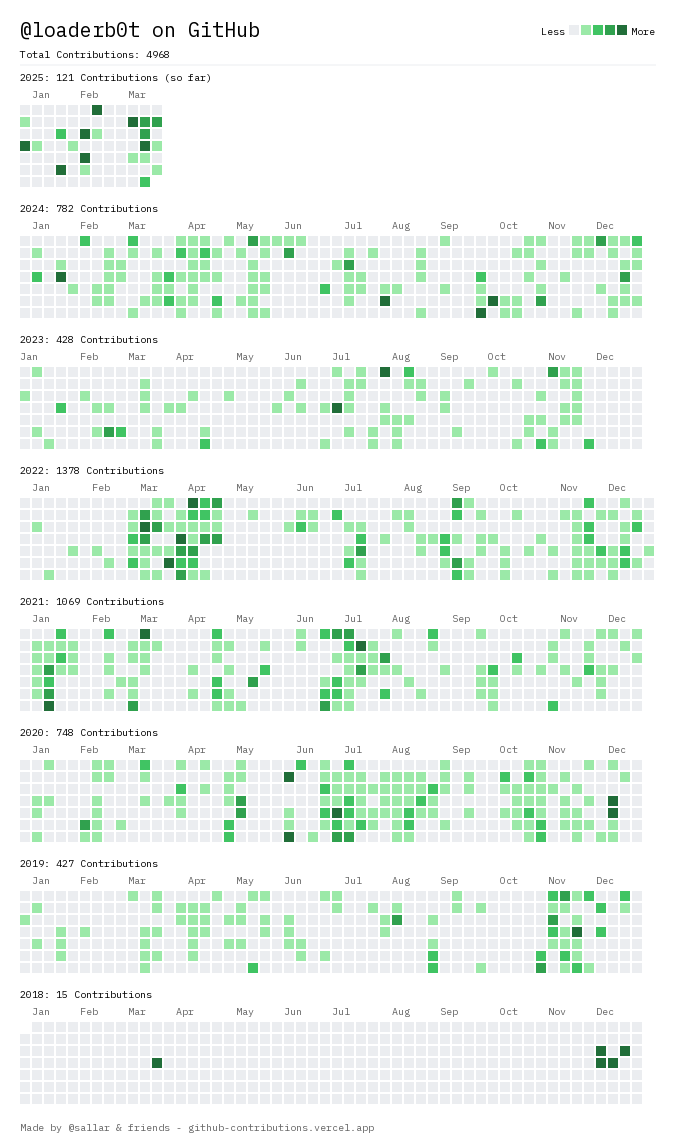 @loaderb0t on GitHub
Less More
Total Contributions: 4968
2025: 121 Contributions (so far)
Jan Feb Mar
2024: 782 Contributions
Jan Feb Mar Apr May Jun Jul Aug Sep Oct Nov Dec
2023: 428 Contributions
Jan Feb Mar Apr May Jun Jul Aug Sep Oct Nov Dec
2022: 1378 Contributions
Jan Feb Mar Apr May Jun Jul Aug Sep Oct Nov Dec
2021: 1069 Contributions
Jan Feb Mar Apr May Jun Jul Aug Sep Oct Nov Dec
2020: 748 Contributions
Jan Feb Mar Apr May Jun Jul Aug Sep Oct Nov Dec
2019: 427 Contributions
Jan Feb Mar Apr May Jun Jul Aug Sep Oct Nov Dec
2018: 15 Contributions
Jan Feb Mar Apr May Jun Jul Aug Sep Oct Nov Dec
Made by @sallar & friends - github-contributions.vercel.app